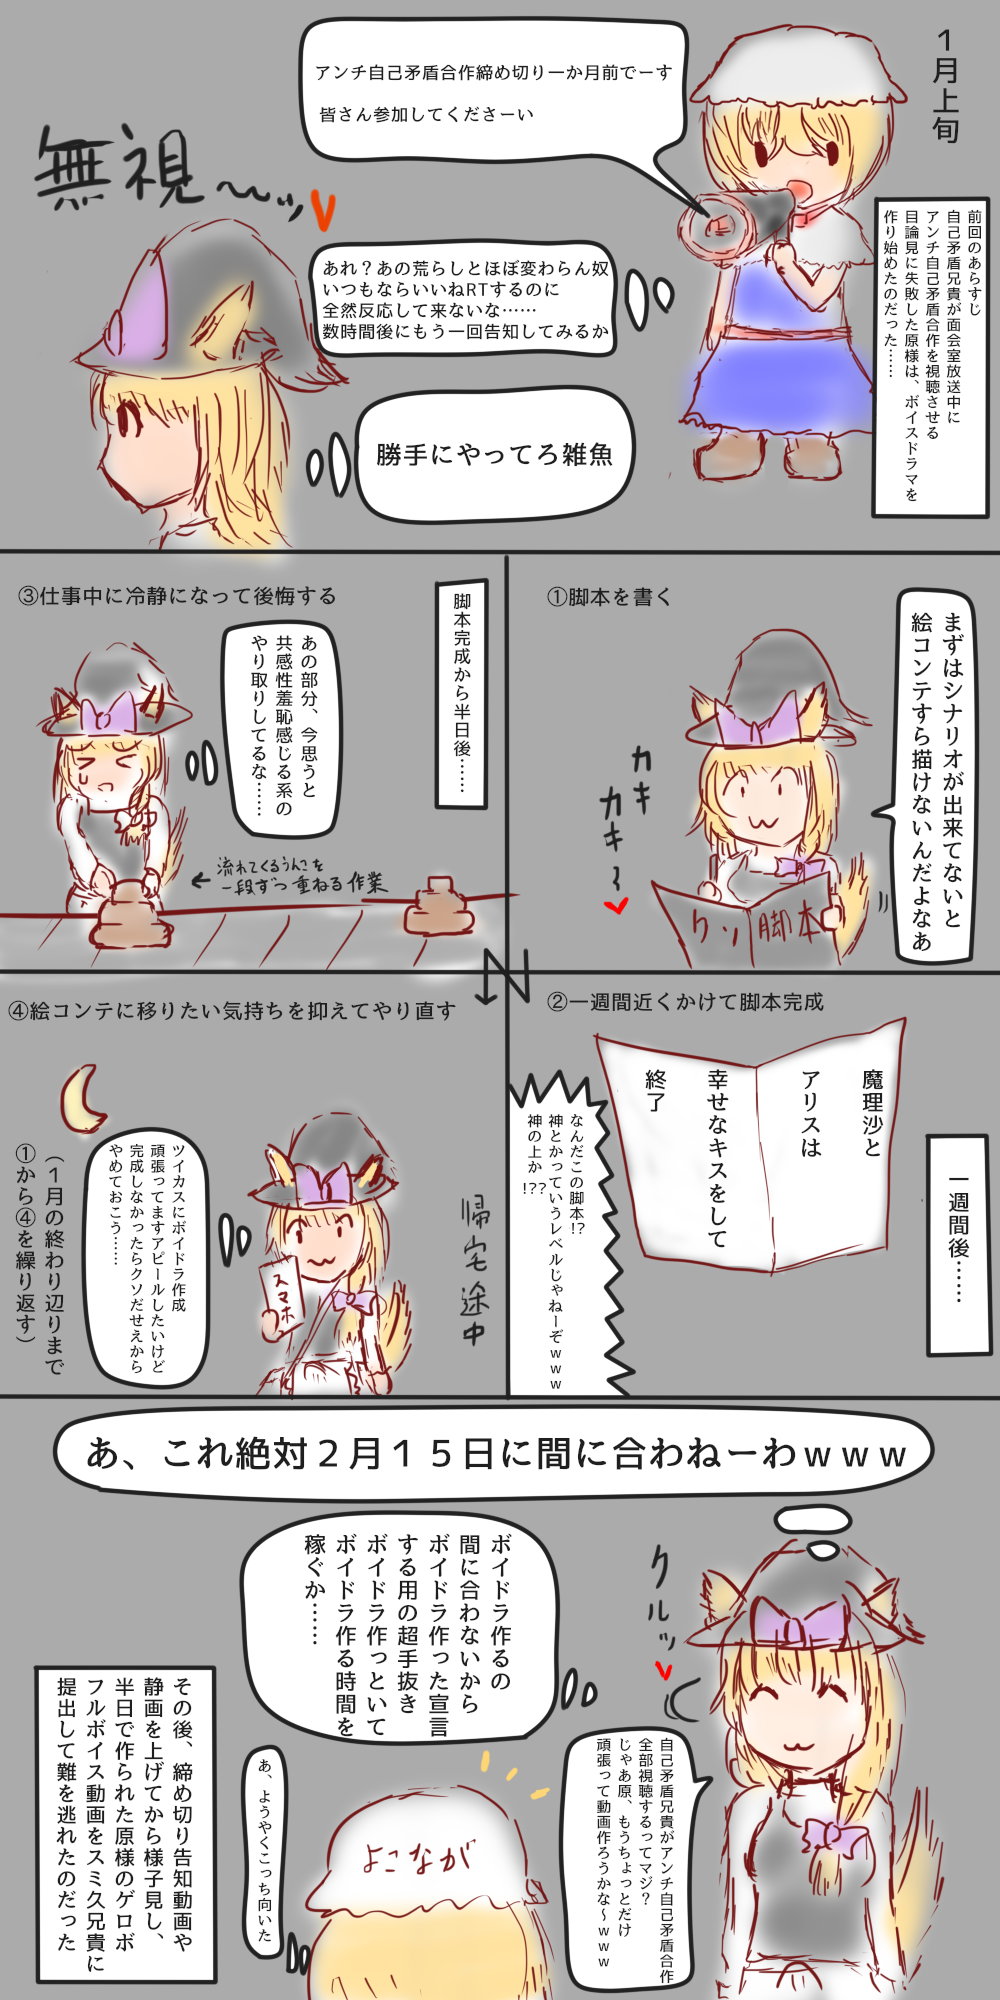 １月上旬
アンチ自己矛盾合作締め切り一か月前でーす
皆さん参加してくださーい
前回のあらすじ
自己矛盾兄貴が面会室放送中に
アンチ自己矛盾合作を視聴させる
目論見に失敗した原様は、ボイスドラマを
作り始めたのだった……
無視〜ッ
あれ？あの荒らしとほぼ変わらん奴
いつもならいいねRTするのに
全然反応して来ないな……
数時間後にもう一回告知してみるか
勝手にやってろ雑魚
①脚本を書く
まずはシナリオが出来てないと
絵コンテすら描けないんだよなあ
カキ
カキ〜
クソ脚本
②一週間近くかけて脚本完成
一週間後……
魔理沙と
アリスは
幸せなキスをして
終了
なんだこの脚本!?
神とかっていうレベルじゃねーぞｗｗｗ
神の上か!??
③仕事中に冷静になって後悔する
脚本完成から半日後……
あの部分、今思うと
共感性羞恥感じる系の
やり取りしてるな……
←流れてくるうんこを
一段ずつ重ねる作業
④絵コンテに移りたい気持ちを抑えてやり直す
帰宅途中
スマホ
ツイカスにボイドラ作成
頑張ってますアピールしたいけど
完成しなかったらクソだせえから
やめておこう……
（１月の終わり辺りまで
①から④を繰り返す）
あ、これ絶対２月１５日に間に合わねーわｗｗｗ
クルッ
ボイドラ作るの
間に合わないから
ボイドラ作った宣言
する用の超手抜き
ボイドラ作っといて
ボイドラ作る時間を
稼ぐか……
自己矛盾兄貴がアンチ自己矛盾合作
全部視聴するってマジ？
じゃあ原、もうちょっとだけ
頑張って動画作ろうかな〜ｗｗｗ
よこなが
あ、ようやくこっち向いた
その後、締め切り告知動画や
静画を上げてから様子見し、
半日で作られた原様のゲロボ
フルボイス動画をスミ久兄貴に
提出して難を逃れたのだった